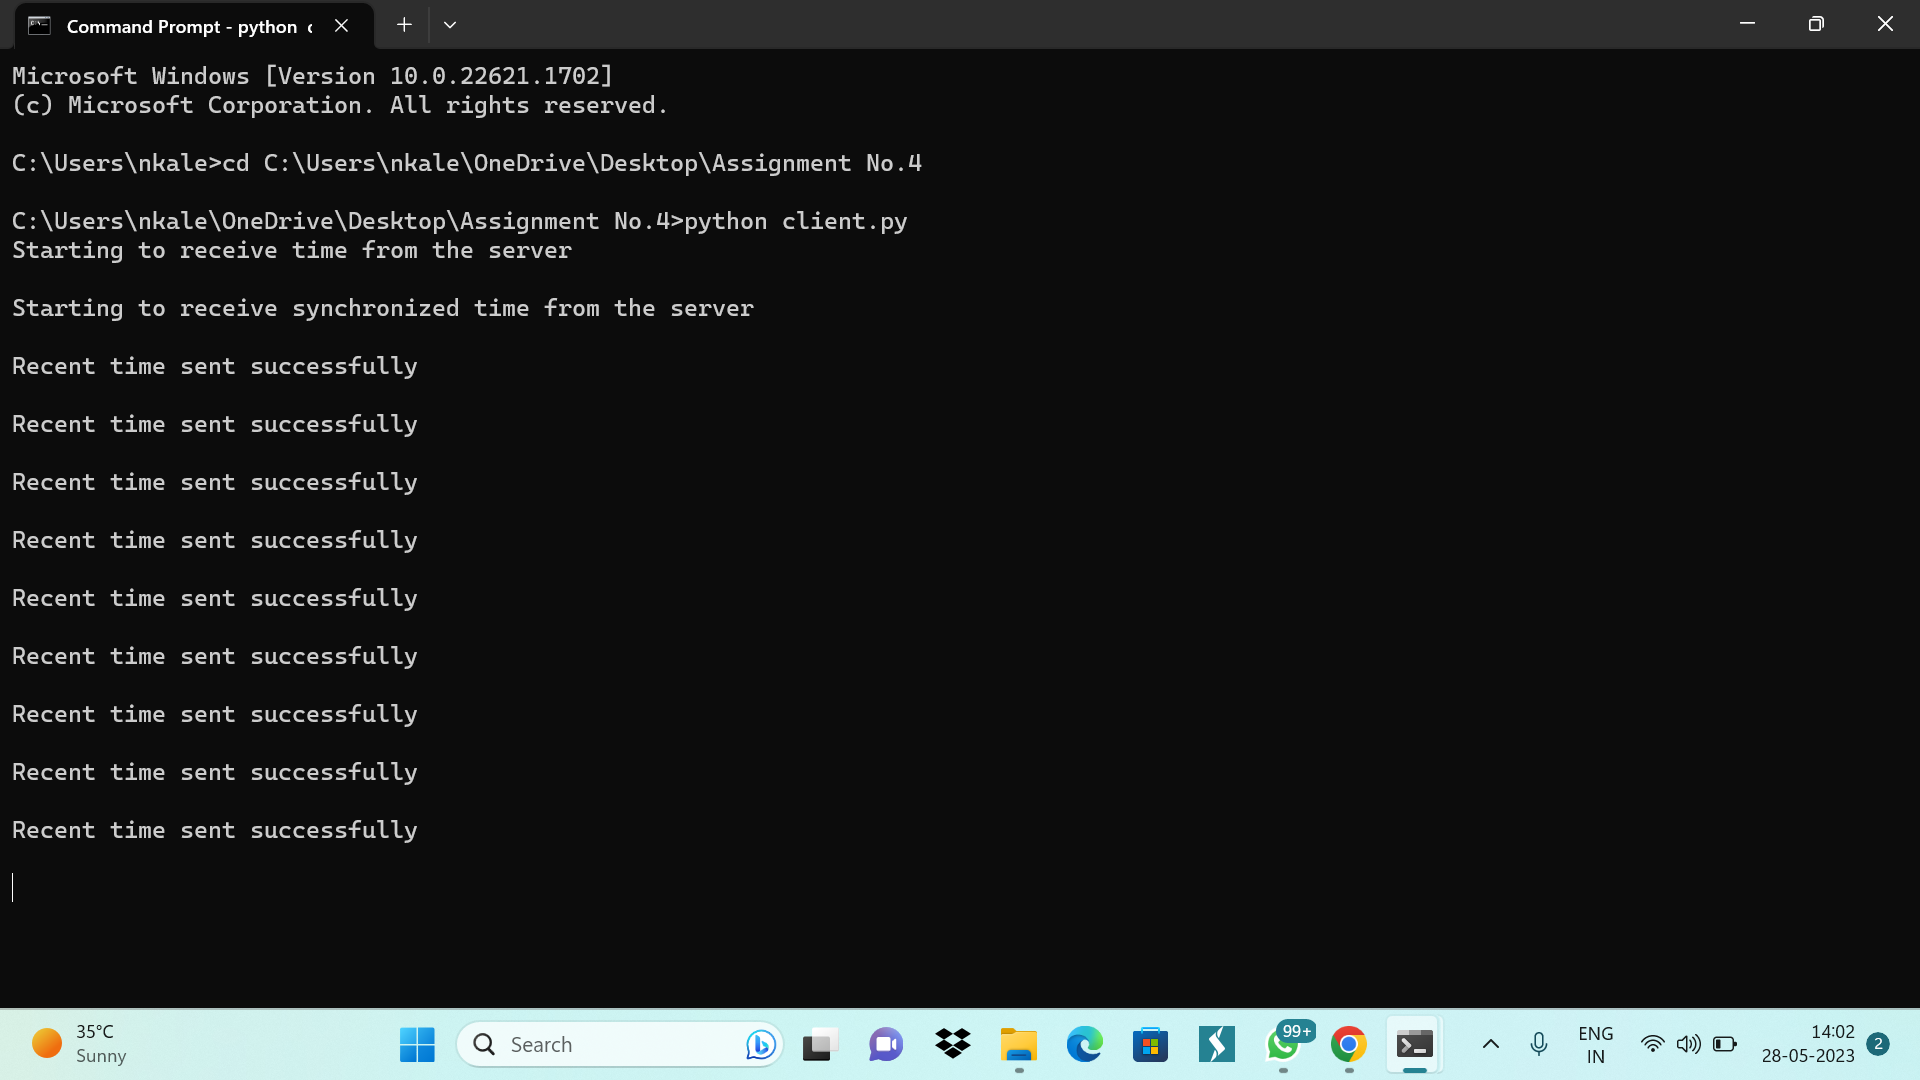 Command Prompt - python c
Microsoft Windows [Version 10.0.22621.1702]
(c) Microsoft Corporation. All rights reserved.
C:\Users\nkale>cd C:\Users\nkale\OneDrive\Desktop\Assignment No.4
C:\Users\nkale\OneDrive\Desktop\Assignment No.4>python client.py
Starting to receive time from the server
Starting to receive synchronized time from the server
Recent time sent successfully
Recent time sent successfully
Recent time sent successfully
Recent time sent successfully
Recent time sent successfully
Recent time sent successfully
Recent time sent successfully
Recent time sent successfully
Recent time sent successfully
35°C
Sunny
Search
99+
ENG
IN
14:02
28-05-2023
2